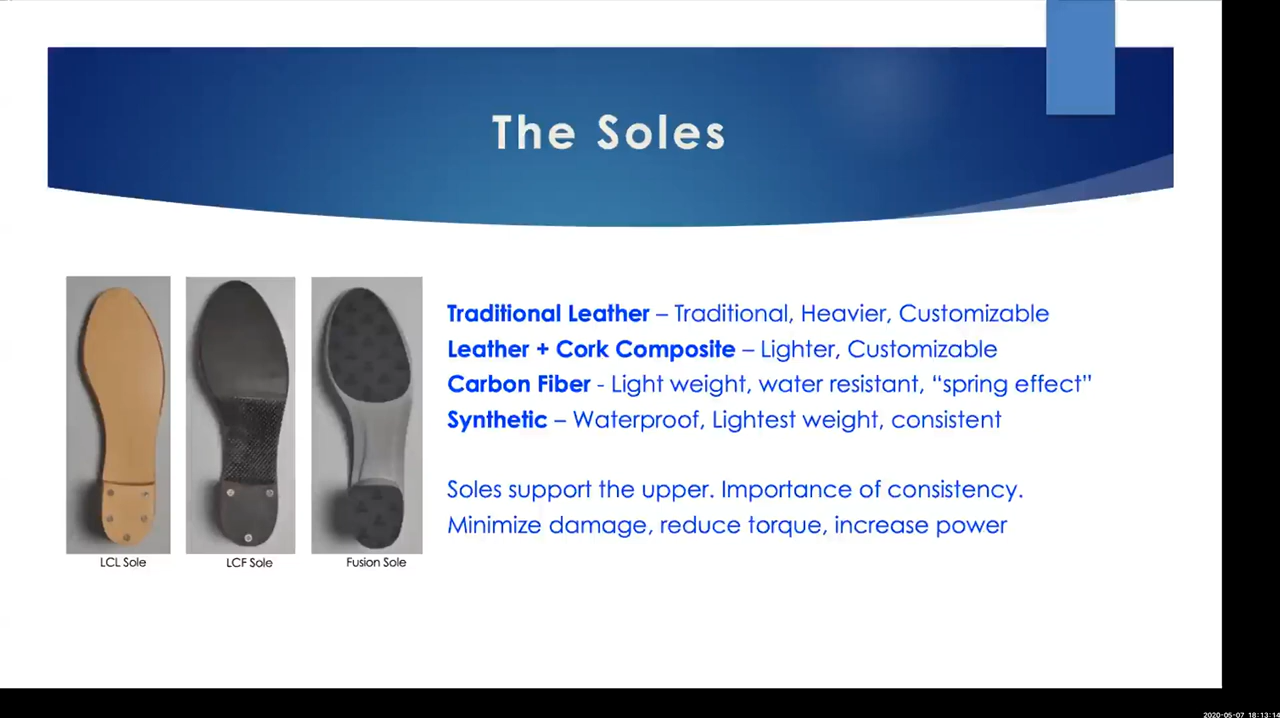 The Soles
Traditional Leather – Traditional, Heavier, Customizable
Leather + Cork Composite – Lighter, Customizable
Carbon Fiber - Light weight, water resistant, “spring effect”
Synthetic – Waterproof, Lightest weight, consistent
Soles support the upper. Importance of consistency.
Minimize damage, reduce torque, increase power
LCL Sole
LCF Sole
Fusion Sole
2020-05-07 18:13:14